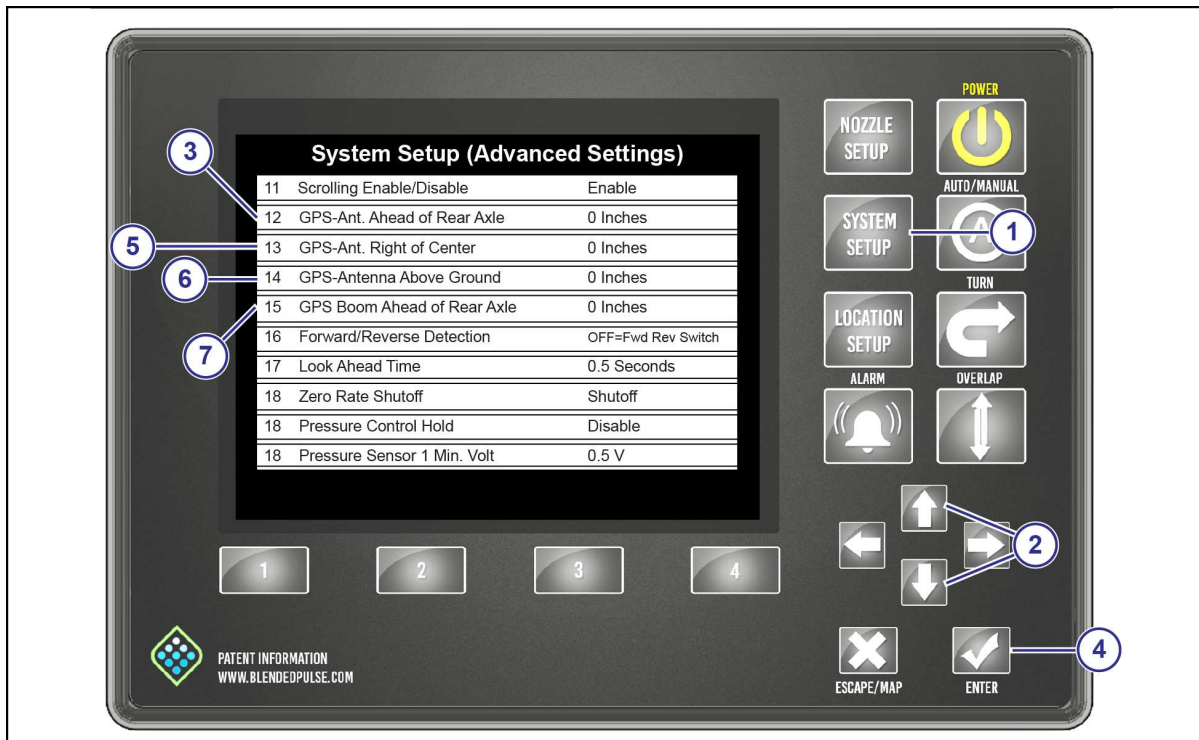 System Setup (Advanced Settings)
11 Scrolling Enable/Disable Enable
12 GPS-Ant. Ahead of Rear Axle 0 Inches
13 GPS-Ant. Right of Center 0 Inches
14 GPS-Antenna Above Ground 0 Inches
15 GPS Boom Ahead of Rear Axle 0 Inches
16 Forward/Reverse Detection OFF=Fwd Rev Switch
17 Look Ahead Time 0.5 Seconds
18 Zero Rate Shutoff Shutoff
18 Pressure Control Hold Disable
18 Pressure Sensor 1 Min. Volt 0.5 V
3
5
6
7
POWER
NOZZLE
SETUP
AUTO/MANUAL
SYSTEM
SETUP
A
1
TURN
LOCATION
SETUP
ALARM
OVERLAP
2
1
2
3
4
4
ESCAPE/MAP
ENTER
PATENT INFORMATION
WWW.BLENDEDPULSE.COM